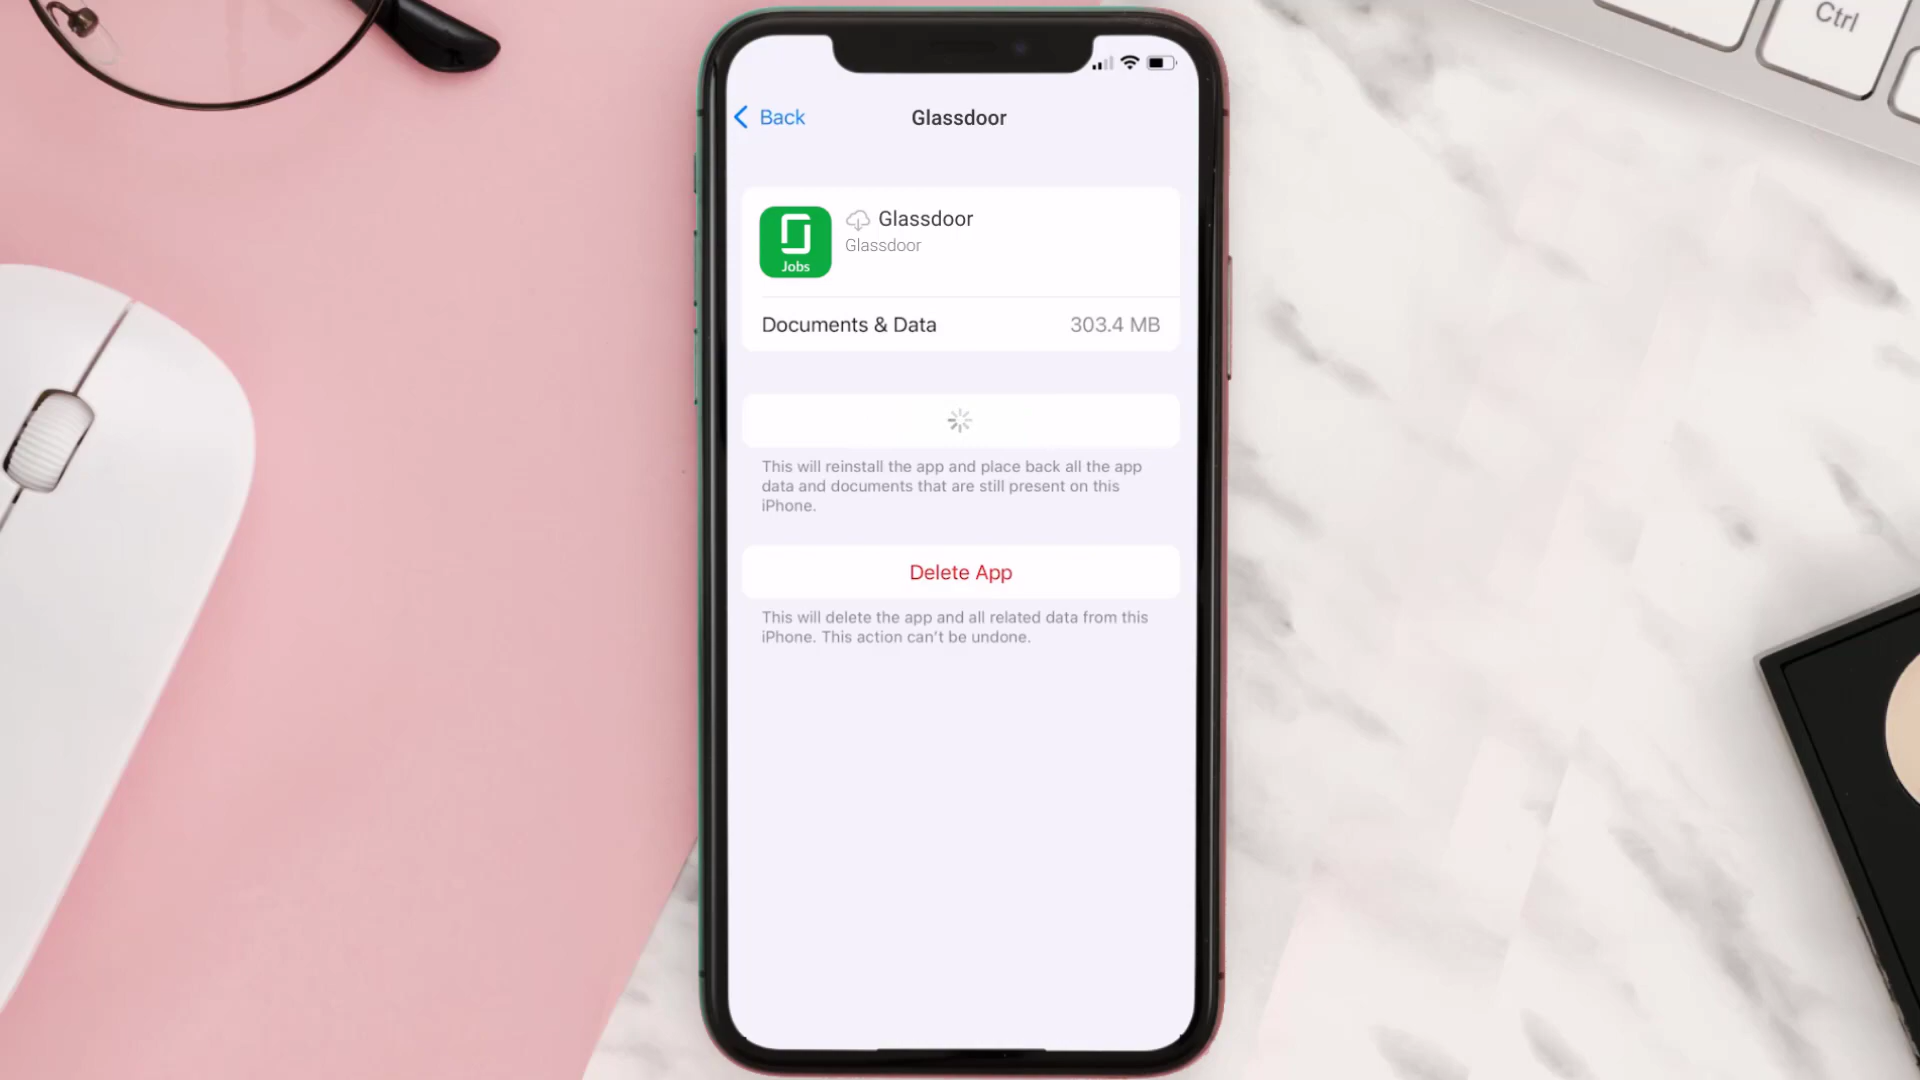 Ctrl
Back
Glassdoor
Glassdoor
Glassdoor
Jobs
Documents & Data
303.4 MB
This will reinstall the app and place back all the app
data and documents that are still present on this
iPhone.
Delete App
This will delete the app and all related data from this
iPhone. This action can't be undone.